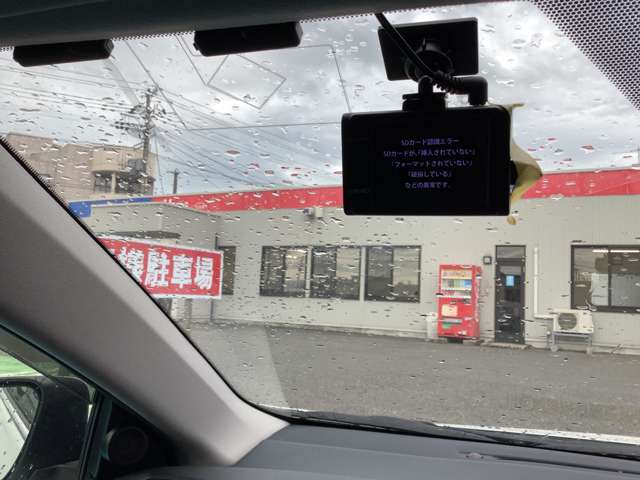 SDカード認識エラー
SDカードが、「挿入されていない」
「フォーマットされていない」
「破損している」
などの異常です。
様駐車場